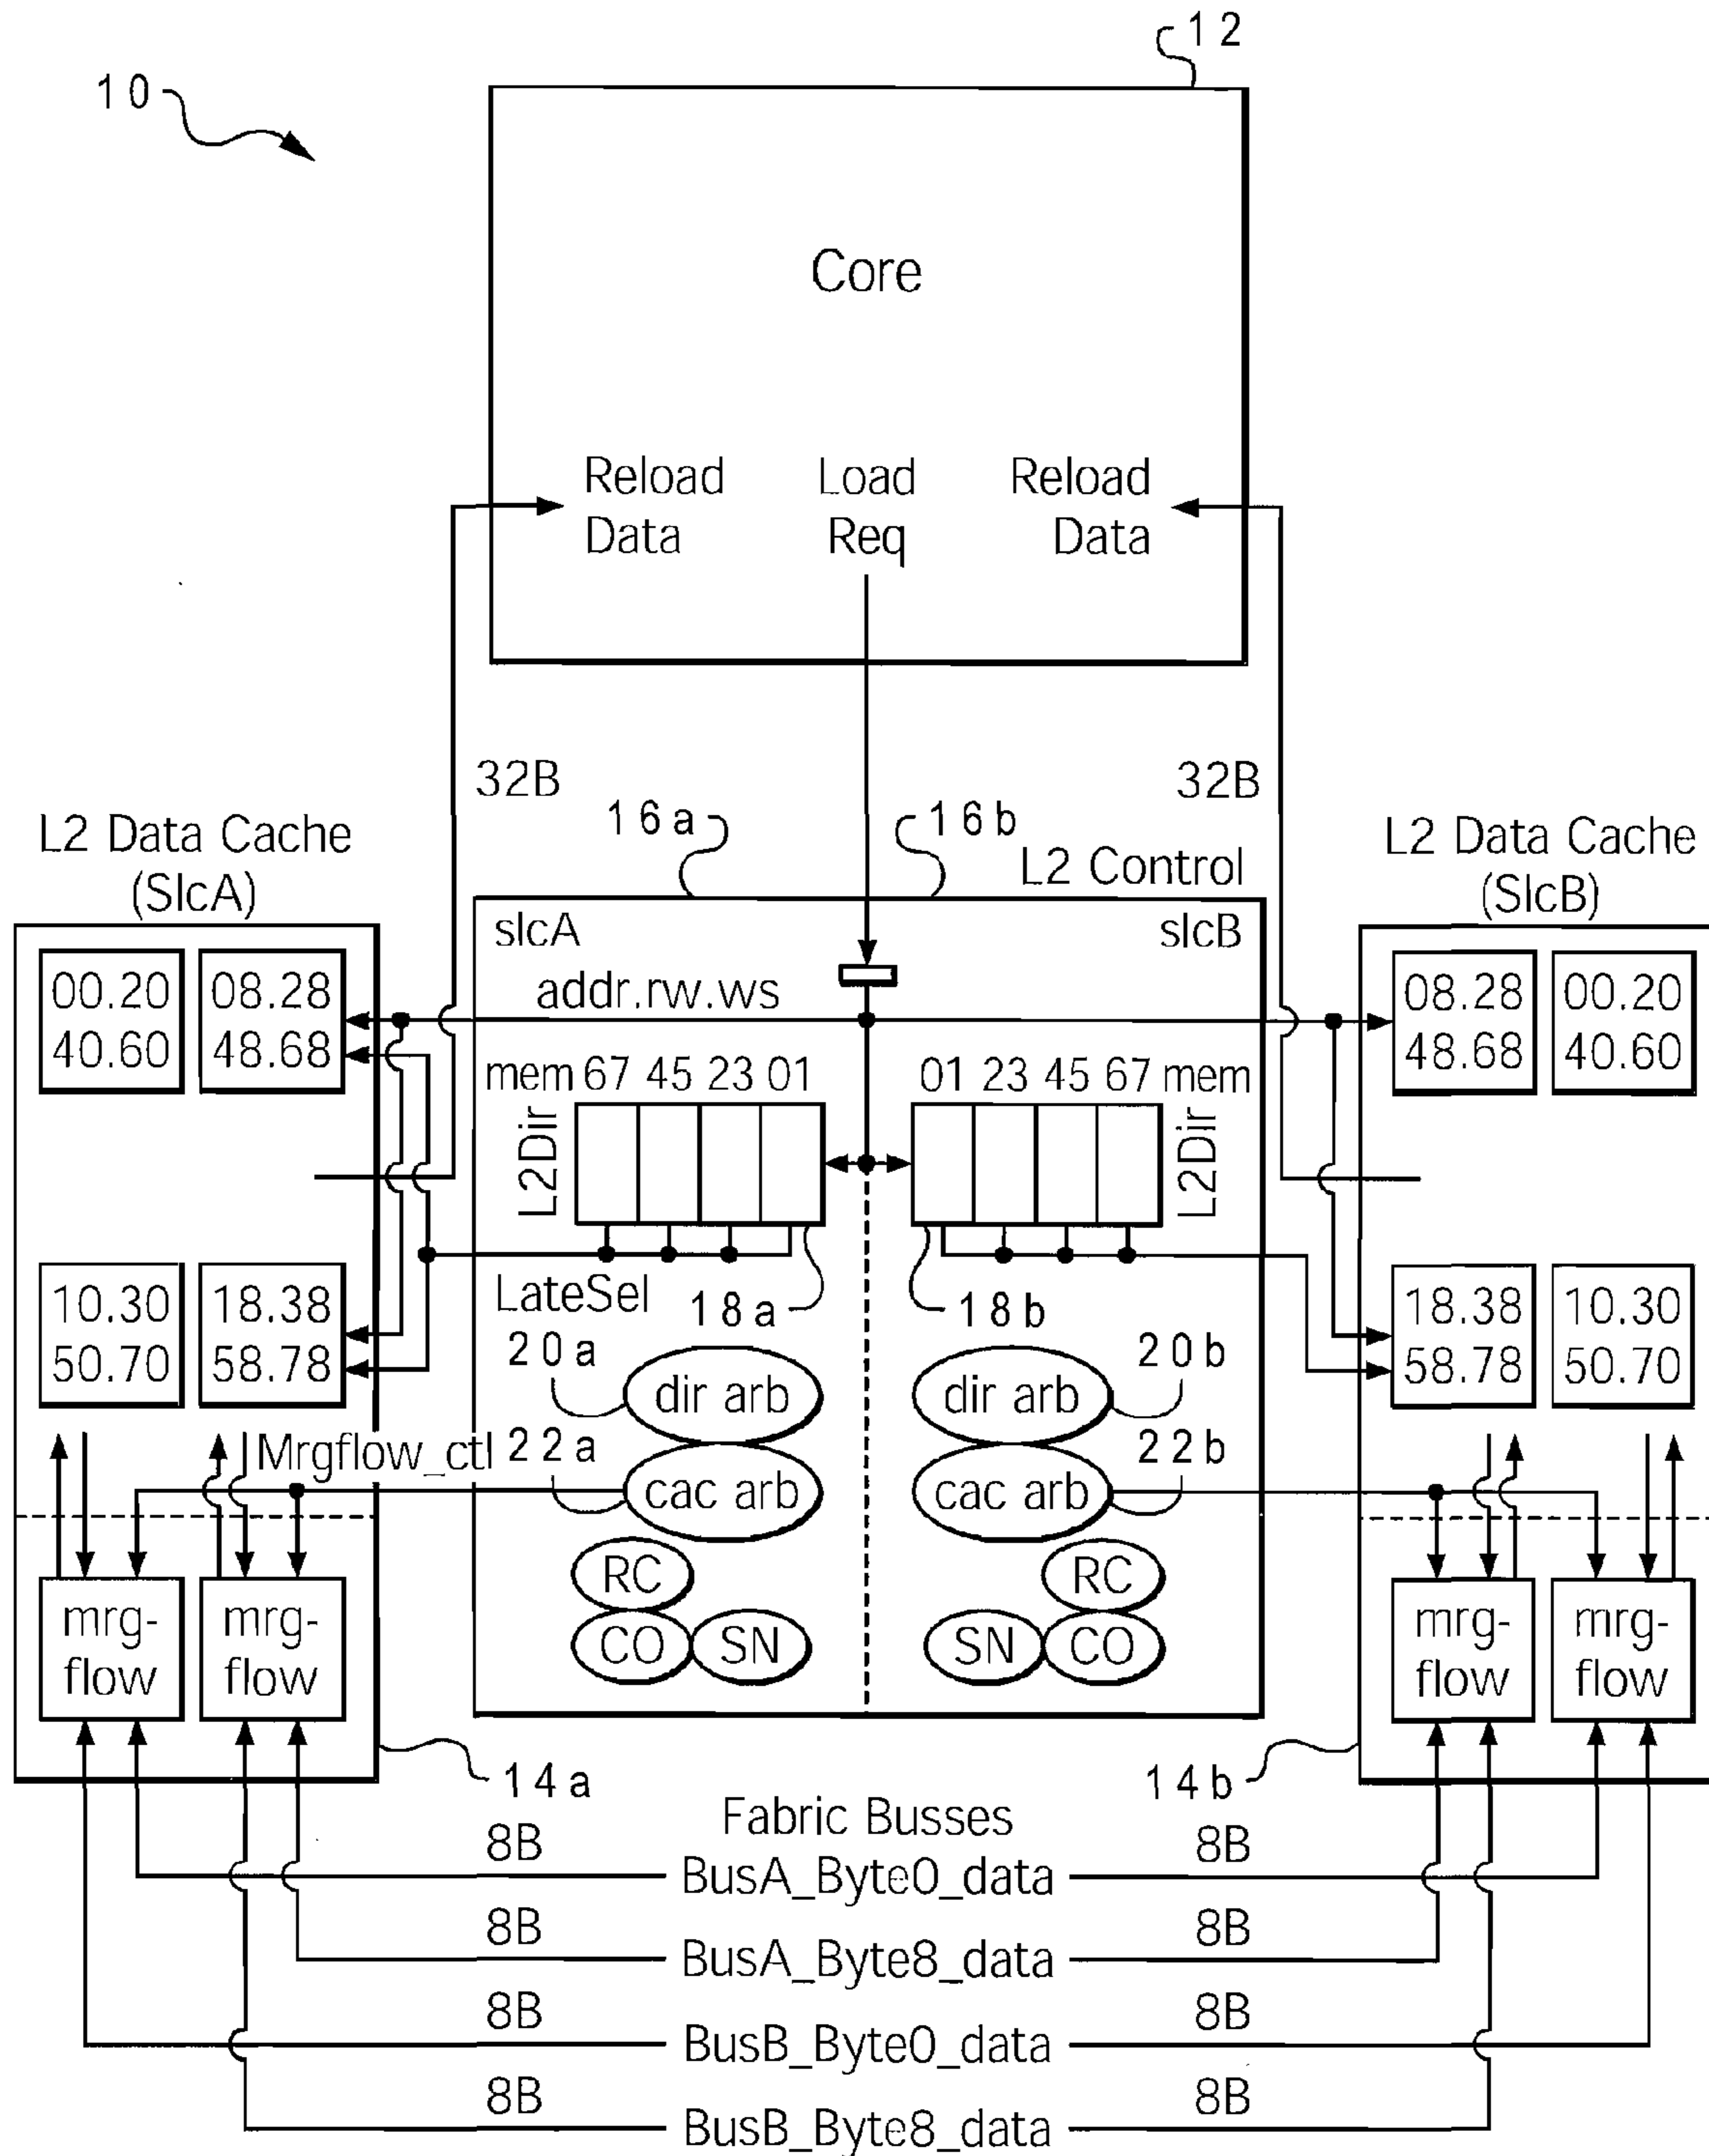 12
10
Core
Reload Load Reload
Data Req Data
32B 32B
16a 16b
L2 Data Cache
(SlcA)
L2 Control
L2 Data Cache
(SlcB)
slcA slcB
00.20 08.28
40.60 48.68
addr.rw.ws
08.28 00.20
48.68 40.60
mem 67 45 23 01
01 23 45 67 mem
L2Dir
L2Dir
LateSel
18a 18b
10.30 18.38
50.70 58.78
18.38 10.30
58.78 50.70
20a dir arb dir arb 20b
Mrgflow_ctl 22a cac arb cac arb 22b
RC RC
CO SN SN CO
mrg- mrg-
flow flow
mrg- mrg-
flow flow
14a 14b
Fabric Busses
8B BusA_Byte0_data 8B
8B BusA_Byte8_data 8B
8B BusB_Byte0_data 8B
8B BusB_Byte8_data 8B